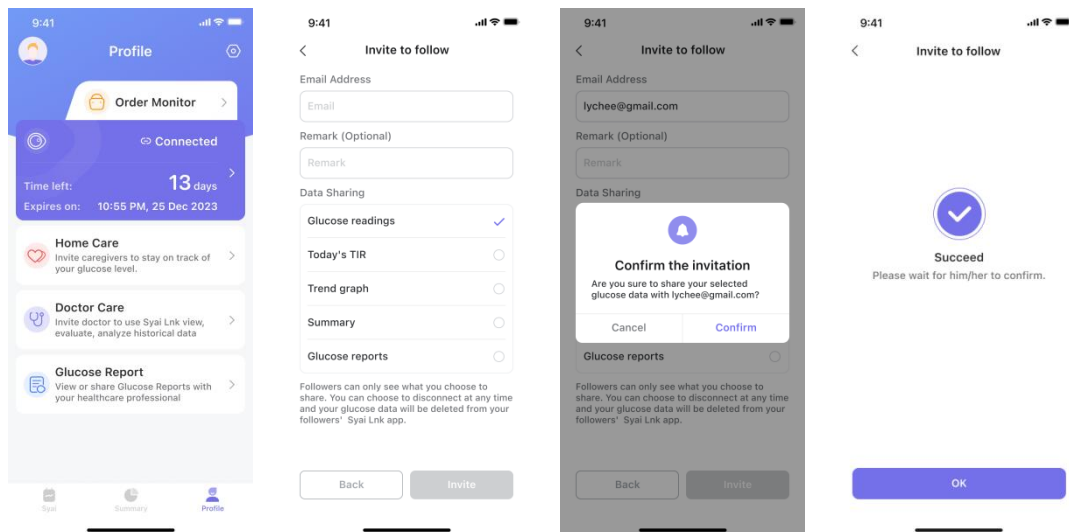 9:41
Profile
Order Monitor
Connected
Time left:
13 days
Expires on: 10:55 PM, 25 Dec 2023
Home Care
Invite caregivers to stay on track of
your glucose level.
Doctor Care
Invite doctor to use Syai Lnk view,
evaluate, analyze historical data
Glucose Report
View or share Glucose Reports with
your healthcare professional
Syai
Summary
Profile
9:41
Invite to follow
Email Address
Email
Remark (Optional)
Remark
Data Sharing
Glucose readings
Today's TIR
Trend graph
Summary
Glucose reports
Followers can only see what you choose to
share. You can choose to disconnect at any time
and your glucose data will be deleted from your
followers' Syai Lnk app.
Back
Invite
9:41
Invite to follow
Email Address
lychee@gmail.com
Remark (Optional)
Remark
Data Sharing
Confirm the invitation
Are you sure to share your selected
glucose data with lychee@gmail.com?
Cancel
Confirm
Glucose reports
Followers can only see what you choose to
share. You can choose to disconnect at any time
and your glucose data will be deleted from your
followers' Syai Lnk app.
Back
Invite
9:41
Invite to follow
Succeed
Please wait for him/her to confirm.
OK